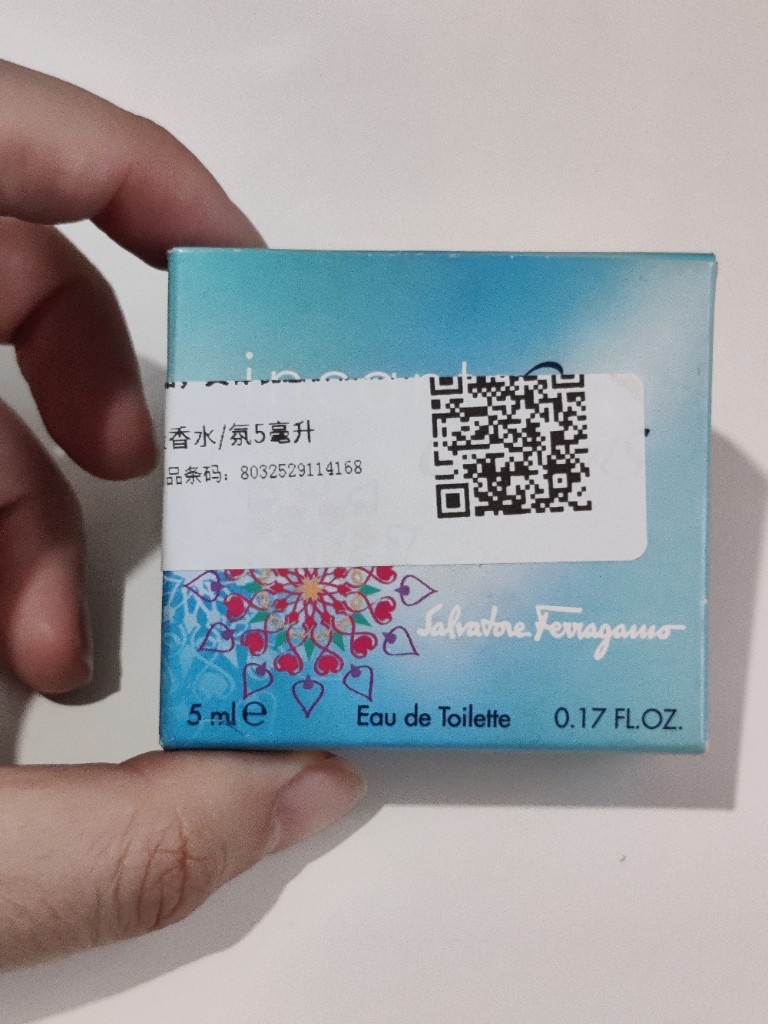 香水/氛5毫升
品条码: 8032529114168
Salvatore Ferragamo
5 ml e
Eau de Toilette
0.17 FL.OZ.